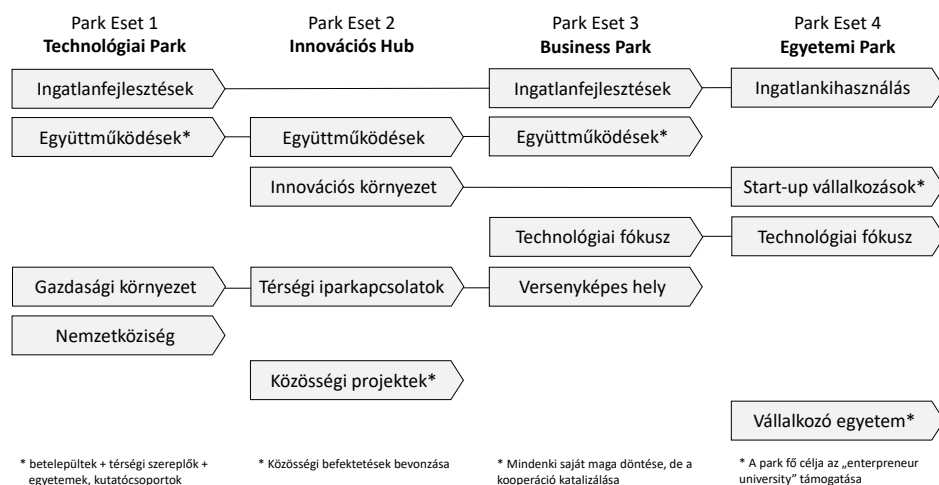 Park Eset 1
Technológiai Park
Park Eset 2
Innovációs Hub
Park Eset 3
Business Park
Park Eset 4
Egyetemi Park
Ingatlanfejlesztések
Ingatlanfejlesztések
Ingatlankihasználás
Együttműködések*
Együttműködések
Együttműködések*
Innovációs környezet
Start-up vállalkozások*
Technológiai fókusz
Technológiai fókusz
Gazdasági környezet
Térségi iparkapcsolatok
Versenyképes hely
Nemzetköziség
Közösségi projektek*
Vállalkozó egyetem*
* betelepültek + térségi szereplők +
egyetemek, kutatócsoportok
* Közösségi befektetések bevonzása
* Mindenki saját maga döntése, de a
kooperáció katalizálása
* A park fő célja az „enterpreneur
university” támogatása